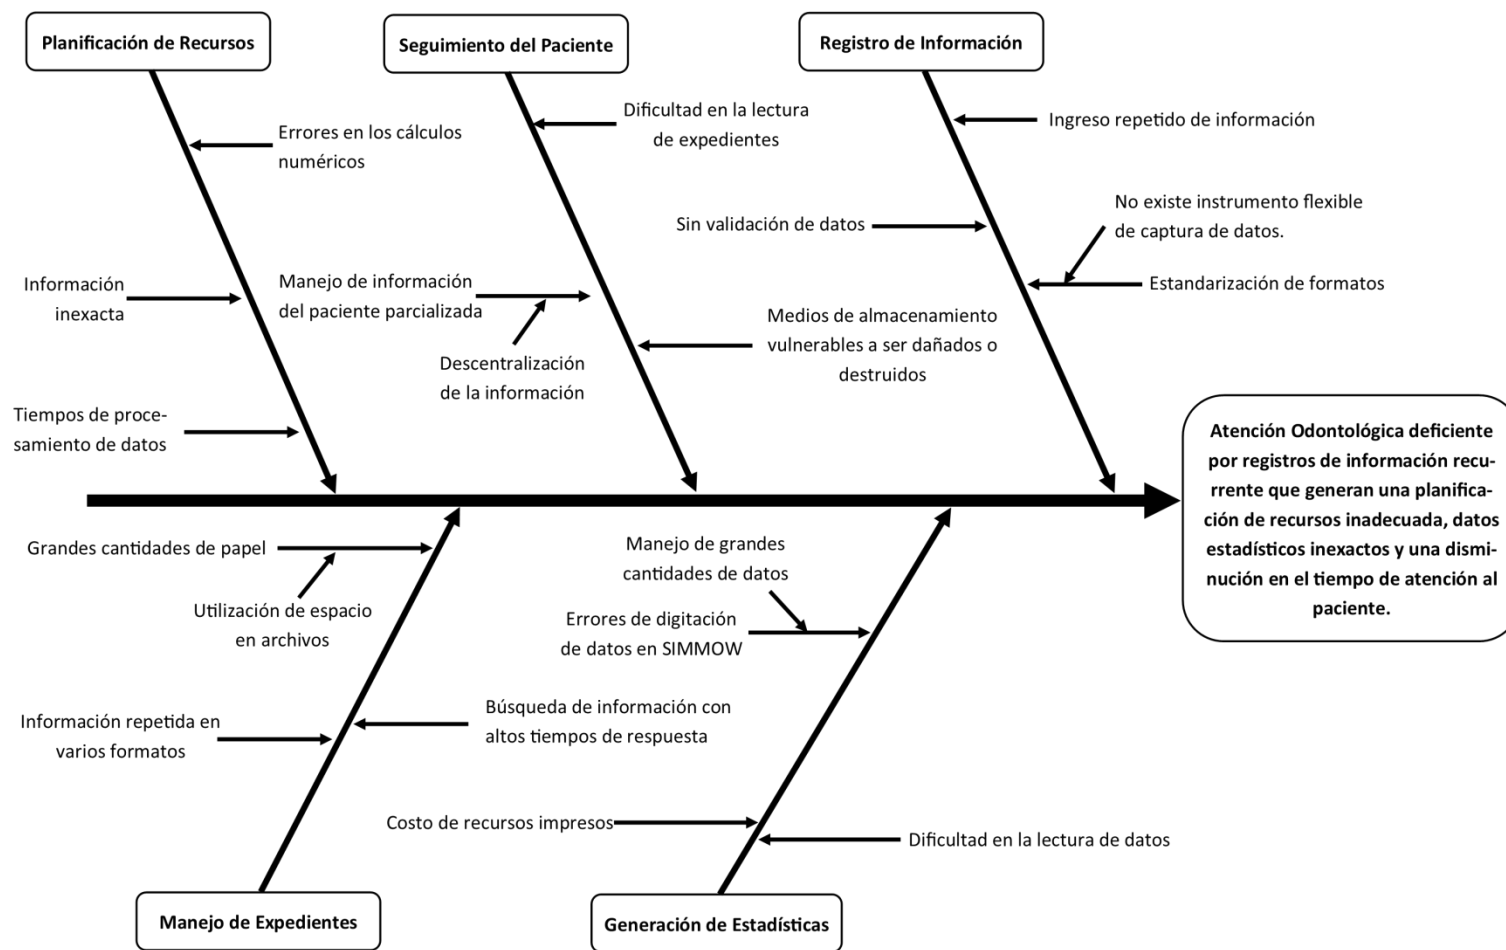 Planificación de Recursos
Seguimiento del Paciente
Registro de Información
Errores en los cálculos
numéricos
Dificultad en la lectura
de expedientes
Ingreso repetido de información
Sin validación de datos
No existe instrumento flexible
de captura de datos.
Información
inexacta
Manejo de información
del paciente parcializada
Estandarización de formatos
Descentralización
de la información
Medios de almacenamiento
vulnerables a ser dañados o
destruidos
Tiempos de proce-
samiento de datos
Atención Odontológica deficiente
por registros de información recu-
rrente que generan una planifica-
ción de recursos inadecuada, datos
estadísticos inexactos y una dismi-
nución en el tiempo de atención al
paciente.
Grandes cantidades de papel
Utilización de espacio
en archivos
Manejo de grandes
cantidades de datos
Errores de digitación
de datos en SIMMOW
Información repetida en
varios formatos
Búsqueda de información con
altos tiempos de respuesta
Costo de recursos impresos
Dificultad en la lectura de datos
Manejo de Expedientes
Generación de Estadísticas